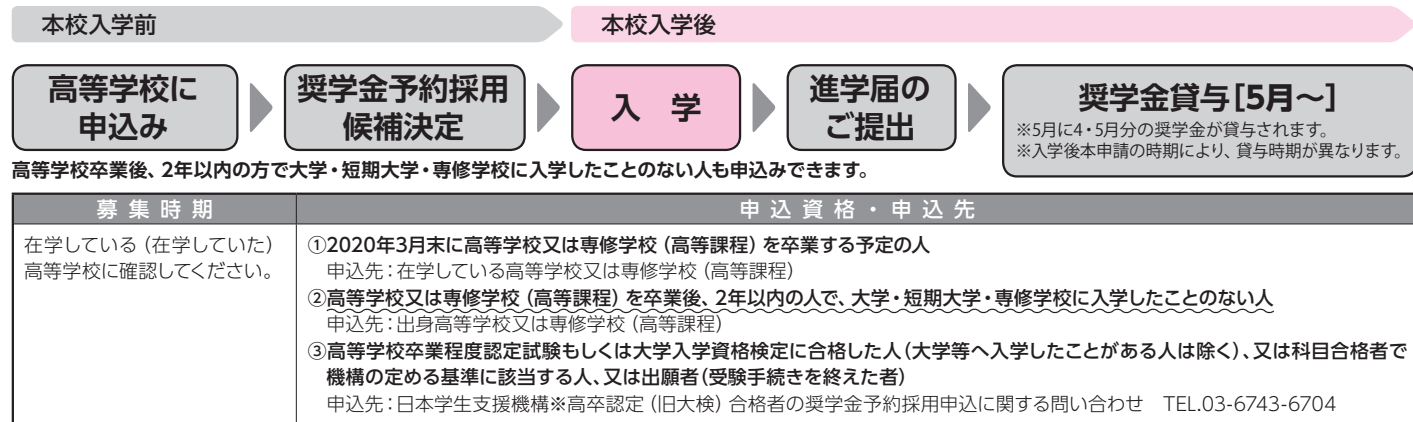 本校入学前
本校入学後
高等学校に
申込み
奨学金予約採用
候補決定
入　学
進学届の
ご提出
奨学金貸与［5月～］
※5月に4・5月分の奨学金が貸与されます。
※入学後本申請の時期により、貸与時期が異なります。
高等学校卒業後、2年以内の方で大学・短期大学・専修学校に入学したことのない人も申込みできます。
募集時期
申込資格・申込先
在学している（在学していた）
高等学校に確認してください。
①2020年3月末に高等学校又は専修学校（高等課程）を卒業する予定の人
申込先：在学している高等学校又は専修学校（高等課程）
②高等学校又は専修学校（高等課程）を卒業後、2年以内の人で、大学・短期大学・専修学校に入学したことのない人
申込先：出身高等学校又は専修学校（高等課程）
③高等学校卒業程度認定試験もしくは大学入学資格検定に合格した人（大学等へ入学したことがある人は除く）、又は科目合格者で
機構の定める基準に該当する人、又は出願者（受験手続きを終えた者）
申込先：日本学生支援機構※高卒認定（旧大検）合格者の奨学金予約採用申込に関する問い合わせ　TEL.03-6743-6704